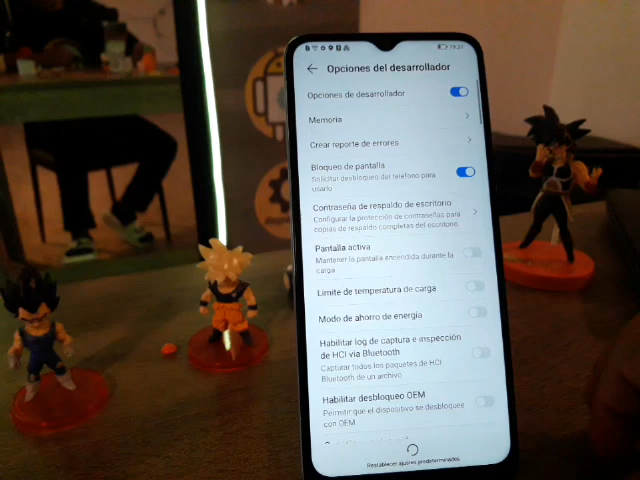 19:21
Opciones del desarrollador
Opciones de desarrollador
Memoria
Crear reporte de errores
Bloqueo de pantalla
Solicitar desbloqueo del teléfono para
usarlo
Contraseña de respaldo de escritorio
Configurar la protección de contraseñas para
copias de respaldo completas del escritorio
Pantalla activa
Mantener la pantalla encendida durante la
carga
Límite de temperatura de carga
Modo de ahorro de energía
Habilitar log de captura e inspección
de HCI vía Bluetooth
Capturar todos los paquetes de HCI
Bluetooth de un archivo
Habilitar desbloqueo OEM
Permitir que el dispositivo se desbloquee
con OEM
Restablecer ajustes predeterminados